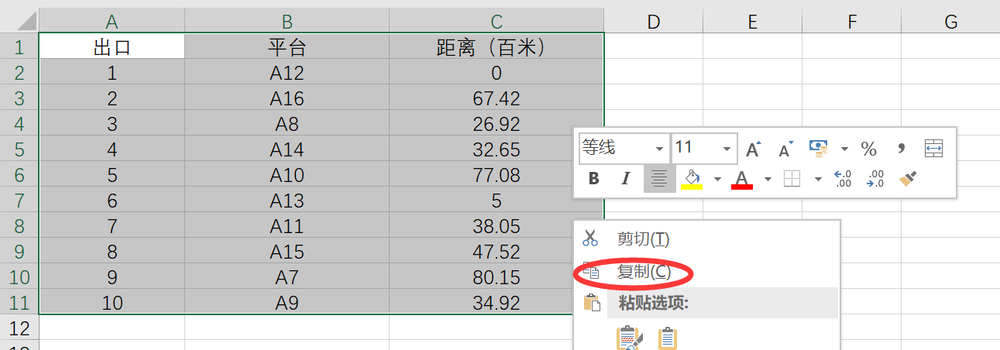 A B C D E F G
1 出口 平台 距离（百米）
2 1 A12 0
3 2 A16 67.42
4 3 A8 26.92
5 4 A14 32.65
6 5 A10 77.08
7 6 A13 5
8 7 A11 38.05
9 8 A15 47.52
10 9 A7 80.15
11 10 A9 34.92
12
等线 11 A A % ,
B I A .0 .00 .00 .0
剪切(T)
复制(C)
粘贴选项: